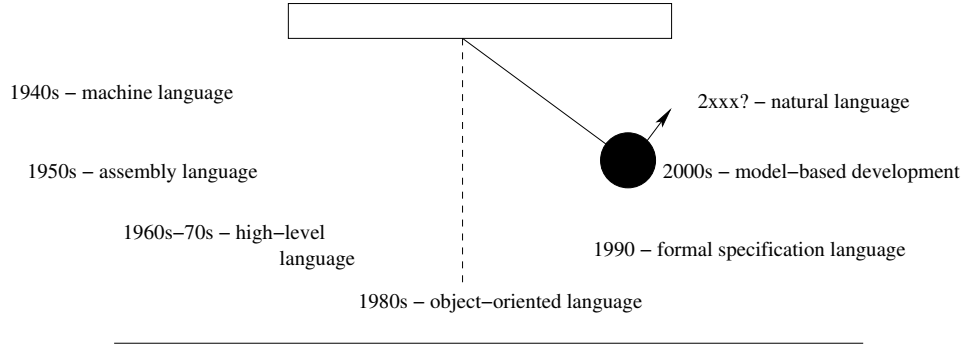 1940s − machine language
2xxx? − natural language
1950s − assembly language
2000s − model−based development
1960s−70s − high−level
language
1990 − formal specification language
1980s − object−oriented language